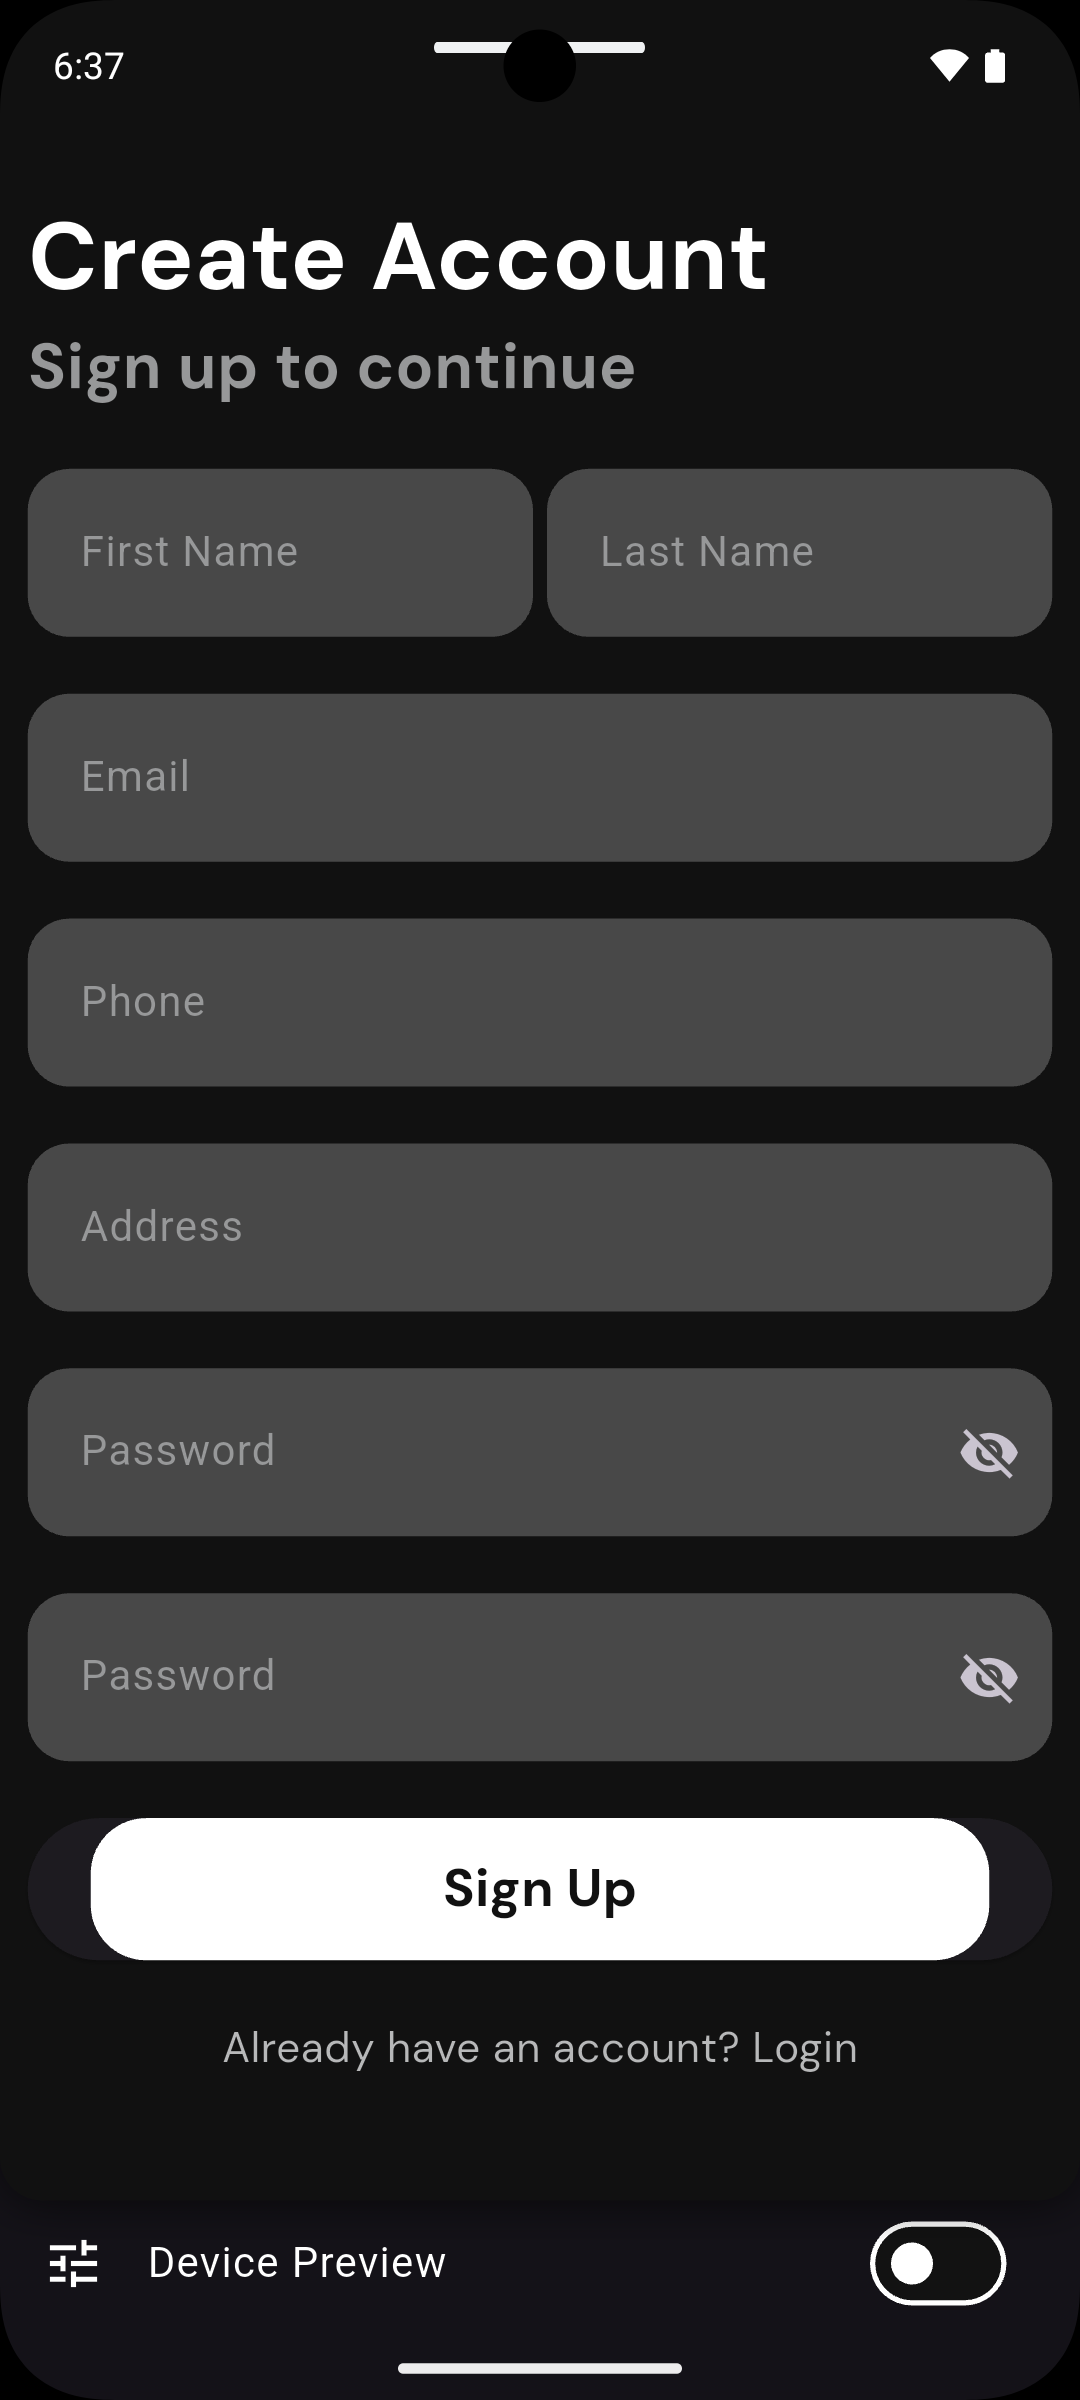 6:37
Create Account
Sign up to continue
First Name Last Name
Email
Phone
Address
Password
Password
Sign Up
Already have an account? Login
Device Preview